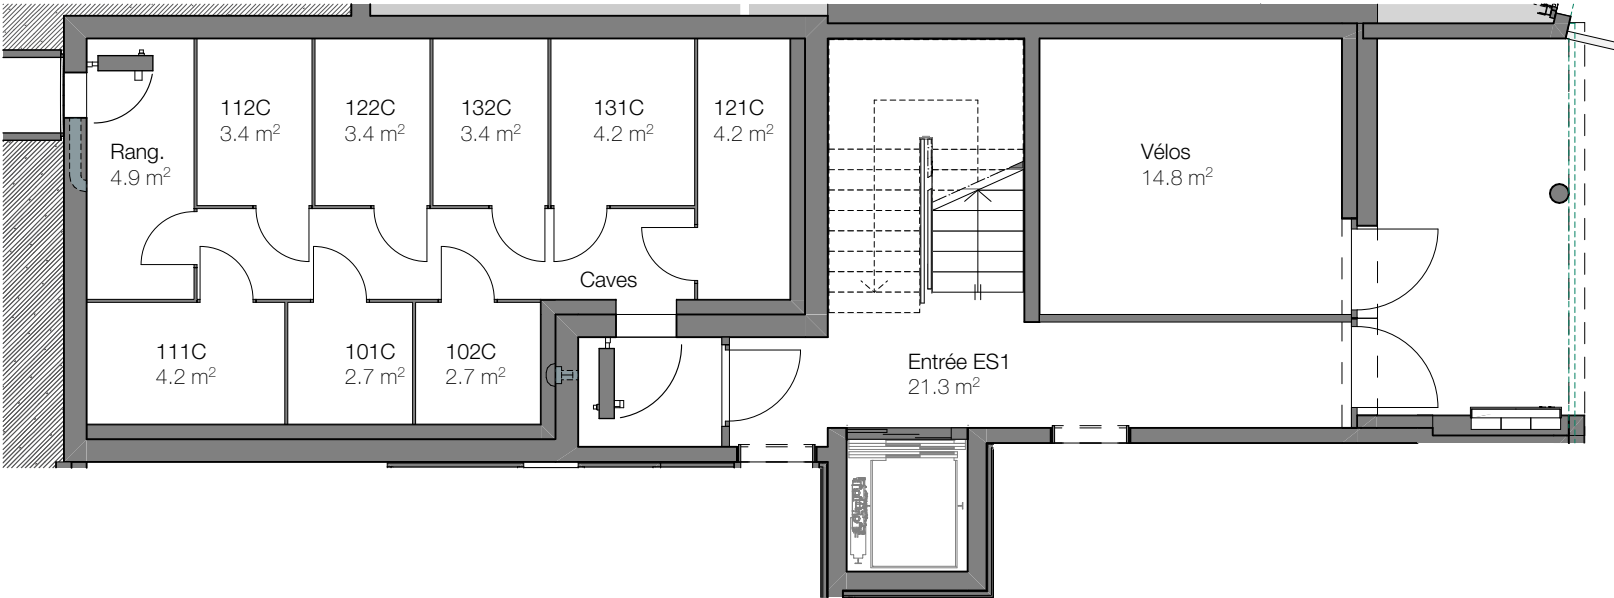 112C
3.4 m²
122C
3.4 m²
132C
3.4 m²
131C
4.2 m²
121C
4.2 m²
Rang.
4.9 m²
Vélos
14.8 m²
Caves
111C
4.2 m²
101C
2.7 m²
102C
2.7 m²
Entrée ES1
21.3 m²